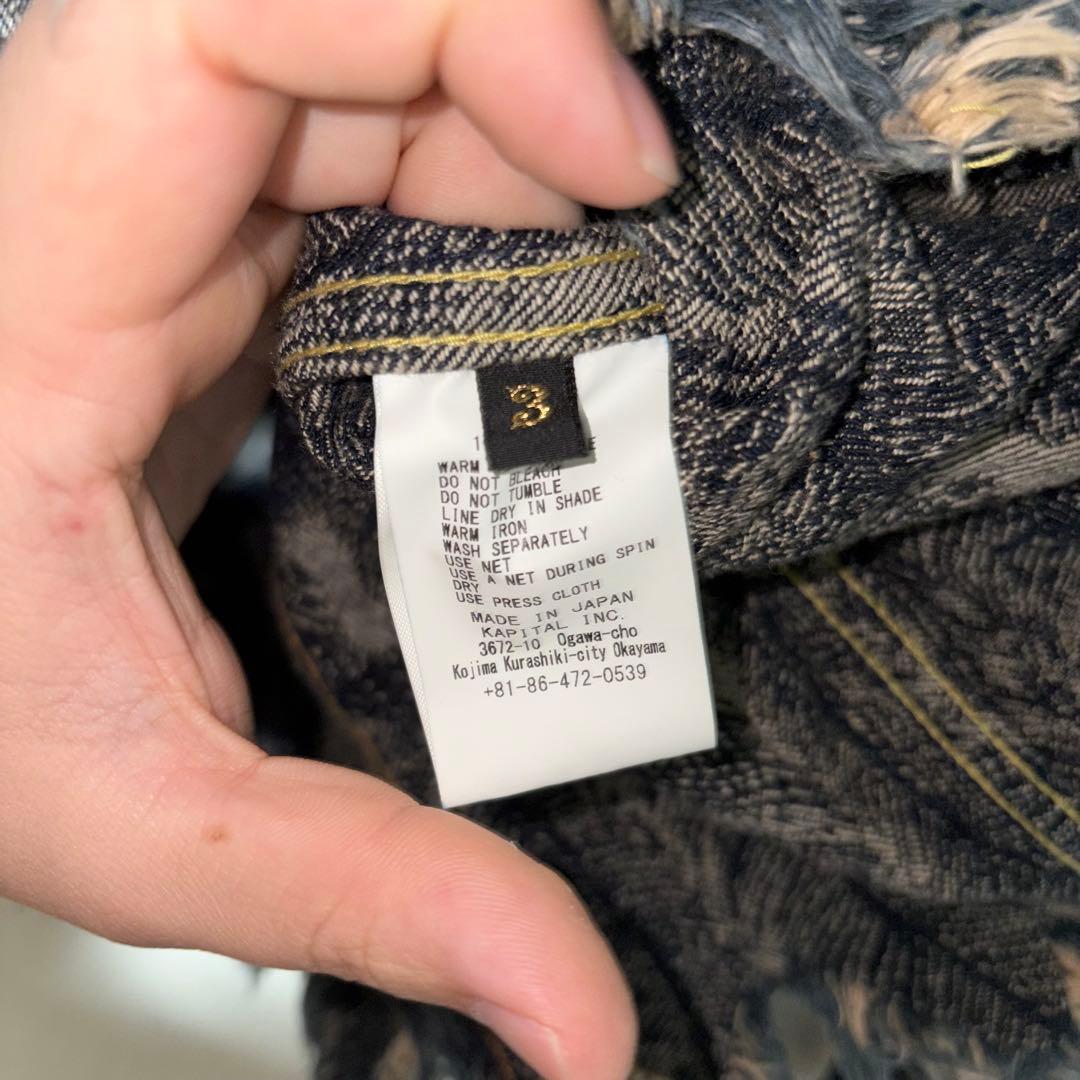 3
WARM
DO NOT BLEACH
DO NOT TUMBLE
LINE DRY IN SHADE
WARM IRON
WASH SEPARATELY
USE NET
USE A NET DURING SPIN
DRY
USE PRESS CLOTH
MADE IN JAPAN
KAPITAL INC.
3672-10 Ogawa-cho
Kojima Kurashiki-city Okayama
+81-86-472-0539